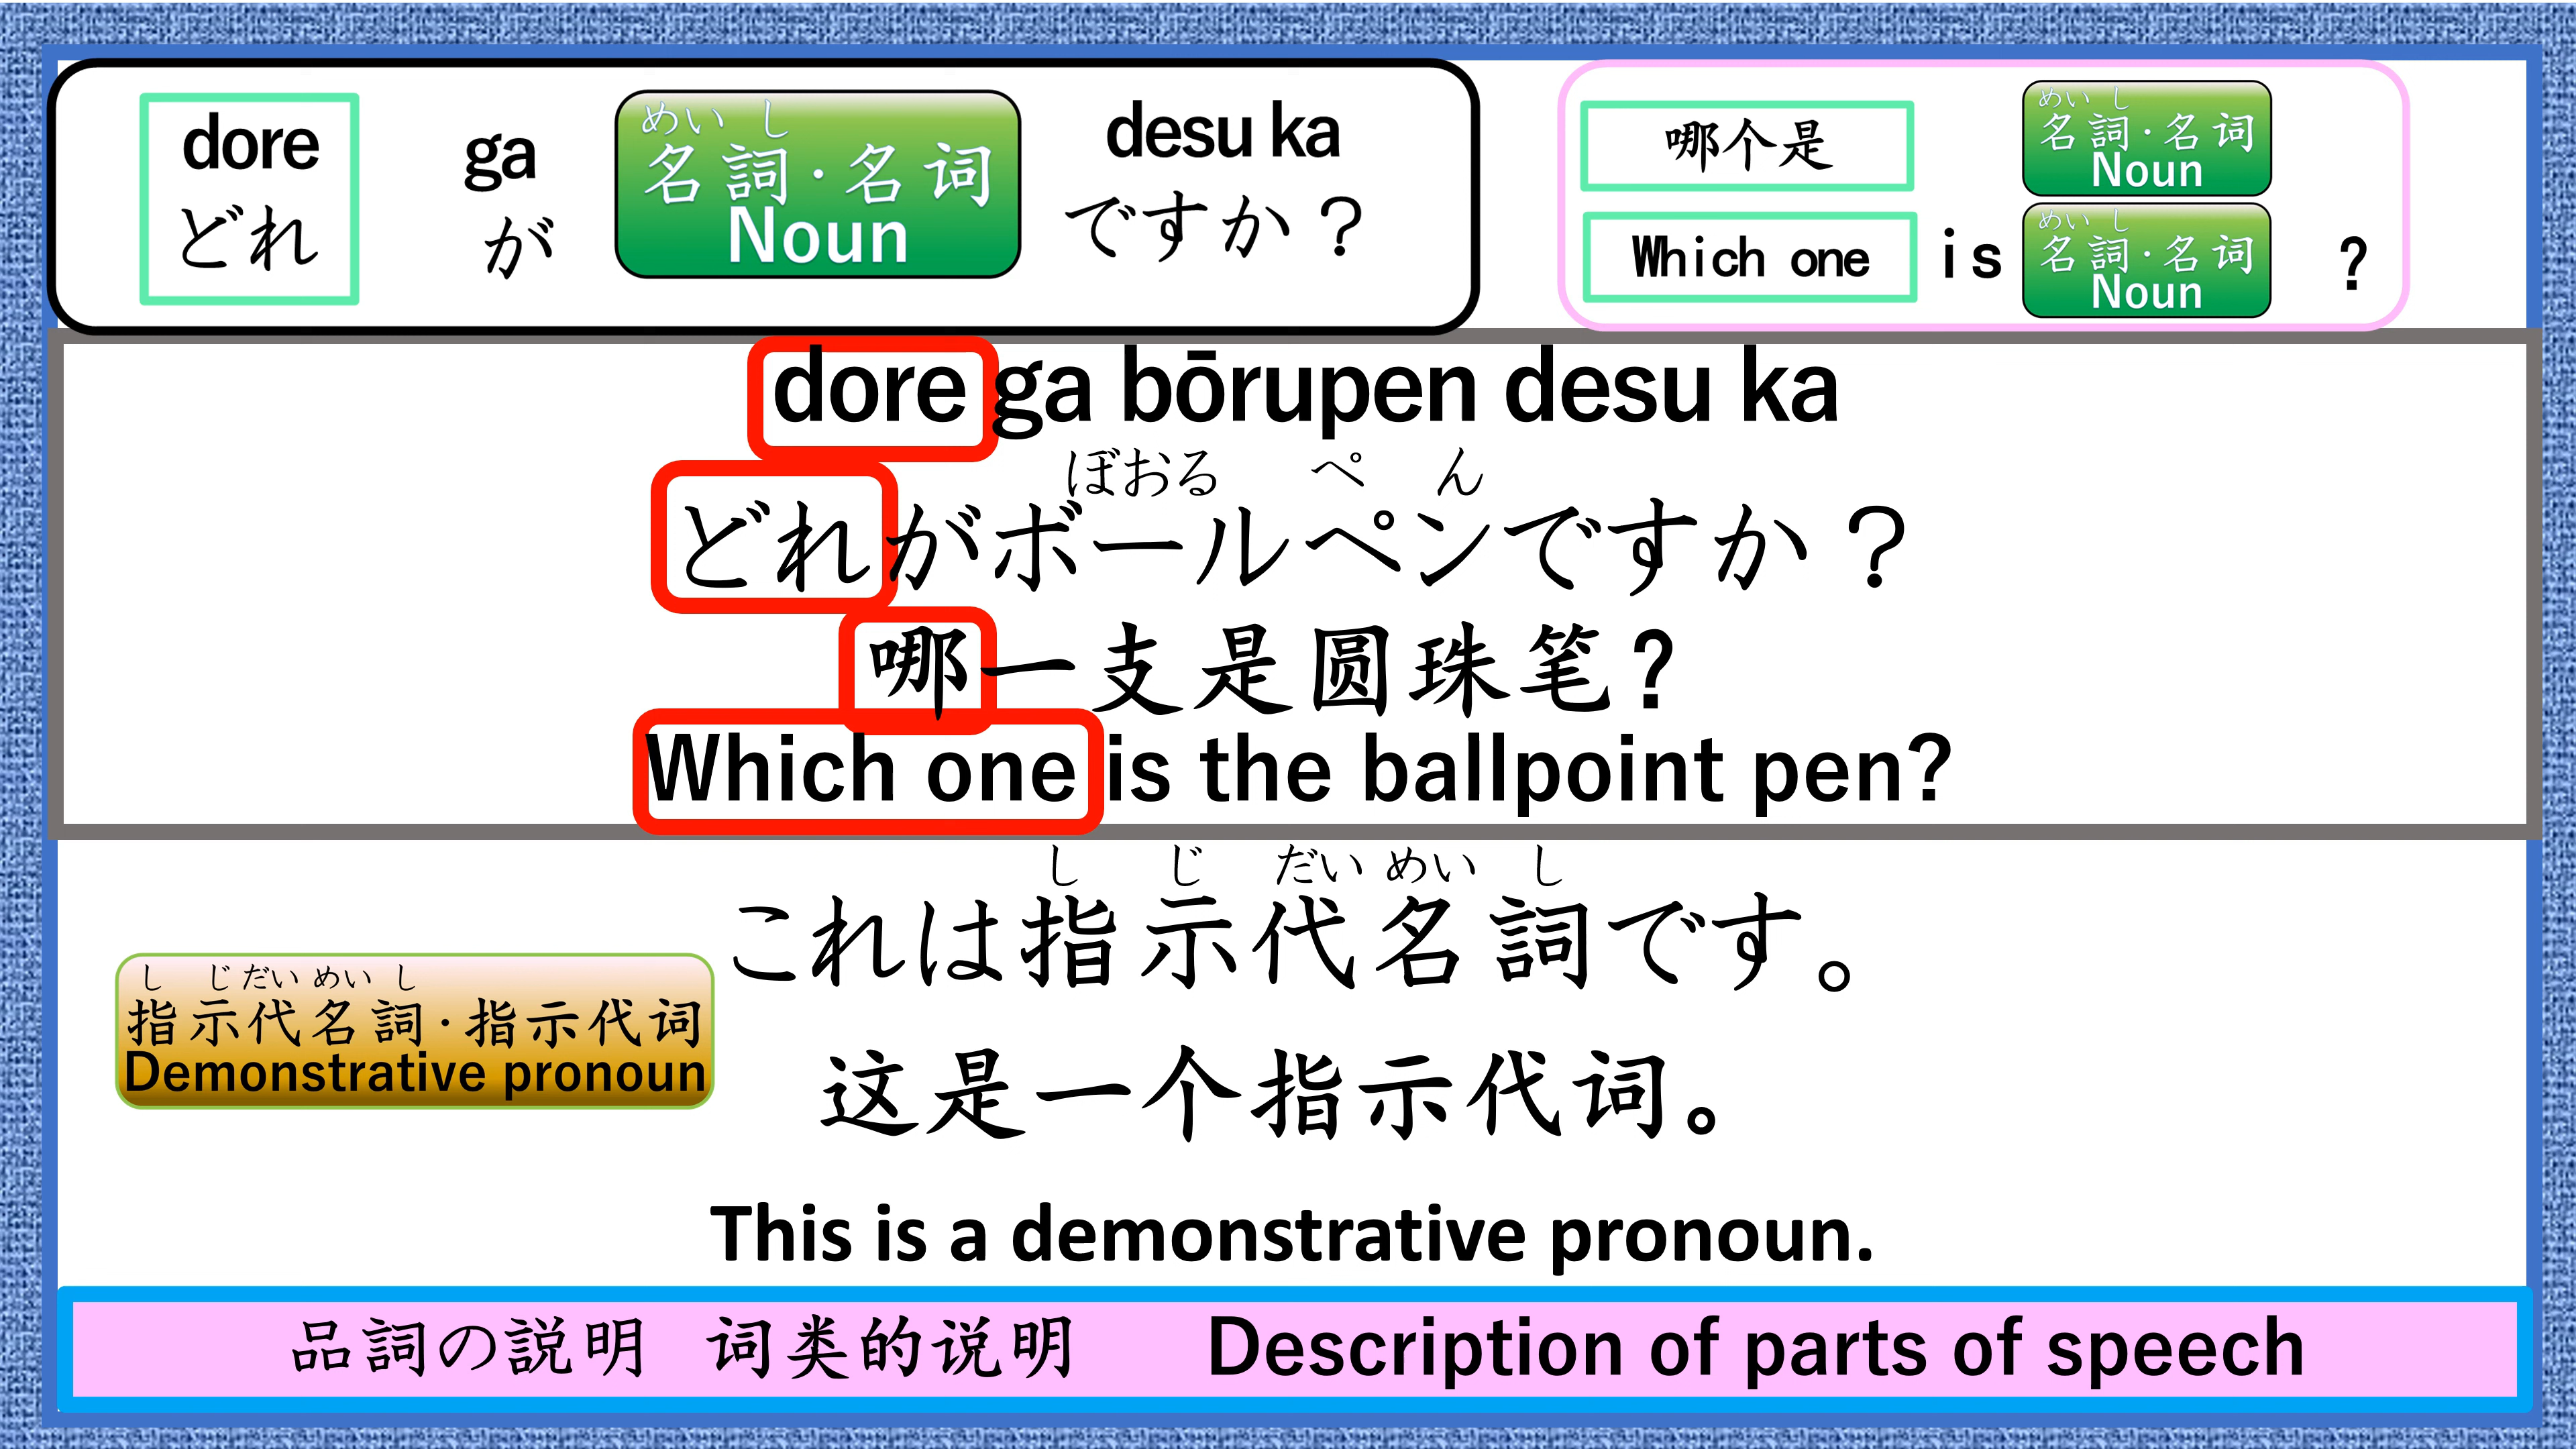 dore ga めいし desu ka
どれ が 名詞・名词 ですか？
Noun
哪个是 めいし
名詞・名词
Noun
Which one is めいし ?
名詞・名词
Noun
dore ga bōrupen desu ka
ぼおる ぺ ん
どれがボールペンですか？
哪一支是圆珠笔?
Which one is the ballpoint pen?
し じ だい めい し
これは指示代名詞です。
し じ だい めい し
指示代名詞・指示代词
Demonstrative pronoun
这是一个指示代词。
This is a demonstrative pronoun.
品詞の説明 词类的说明 Description of parts of speech